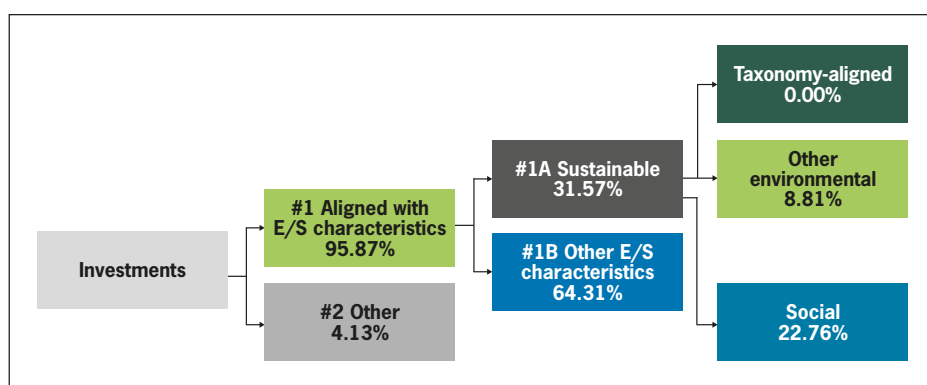 Investments
#1 Aligned with
E/S characteristics
95.87%
#2 Other
4.13%
#1A Sustainable
31.57%
#1B Other E/S
characteristics
64.31%
Taxonomy-aligned
0.00%
Other
environmental
8.81%
Social
22.76%